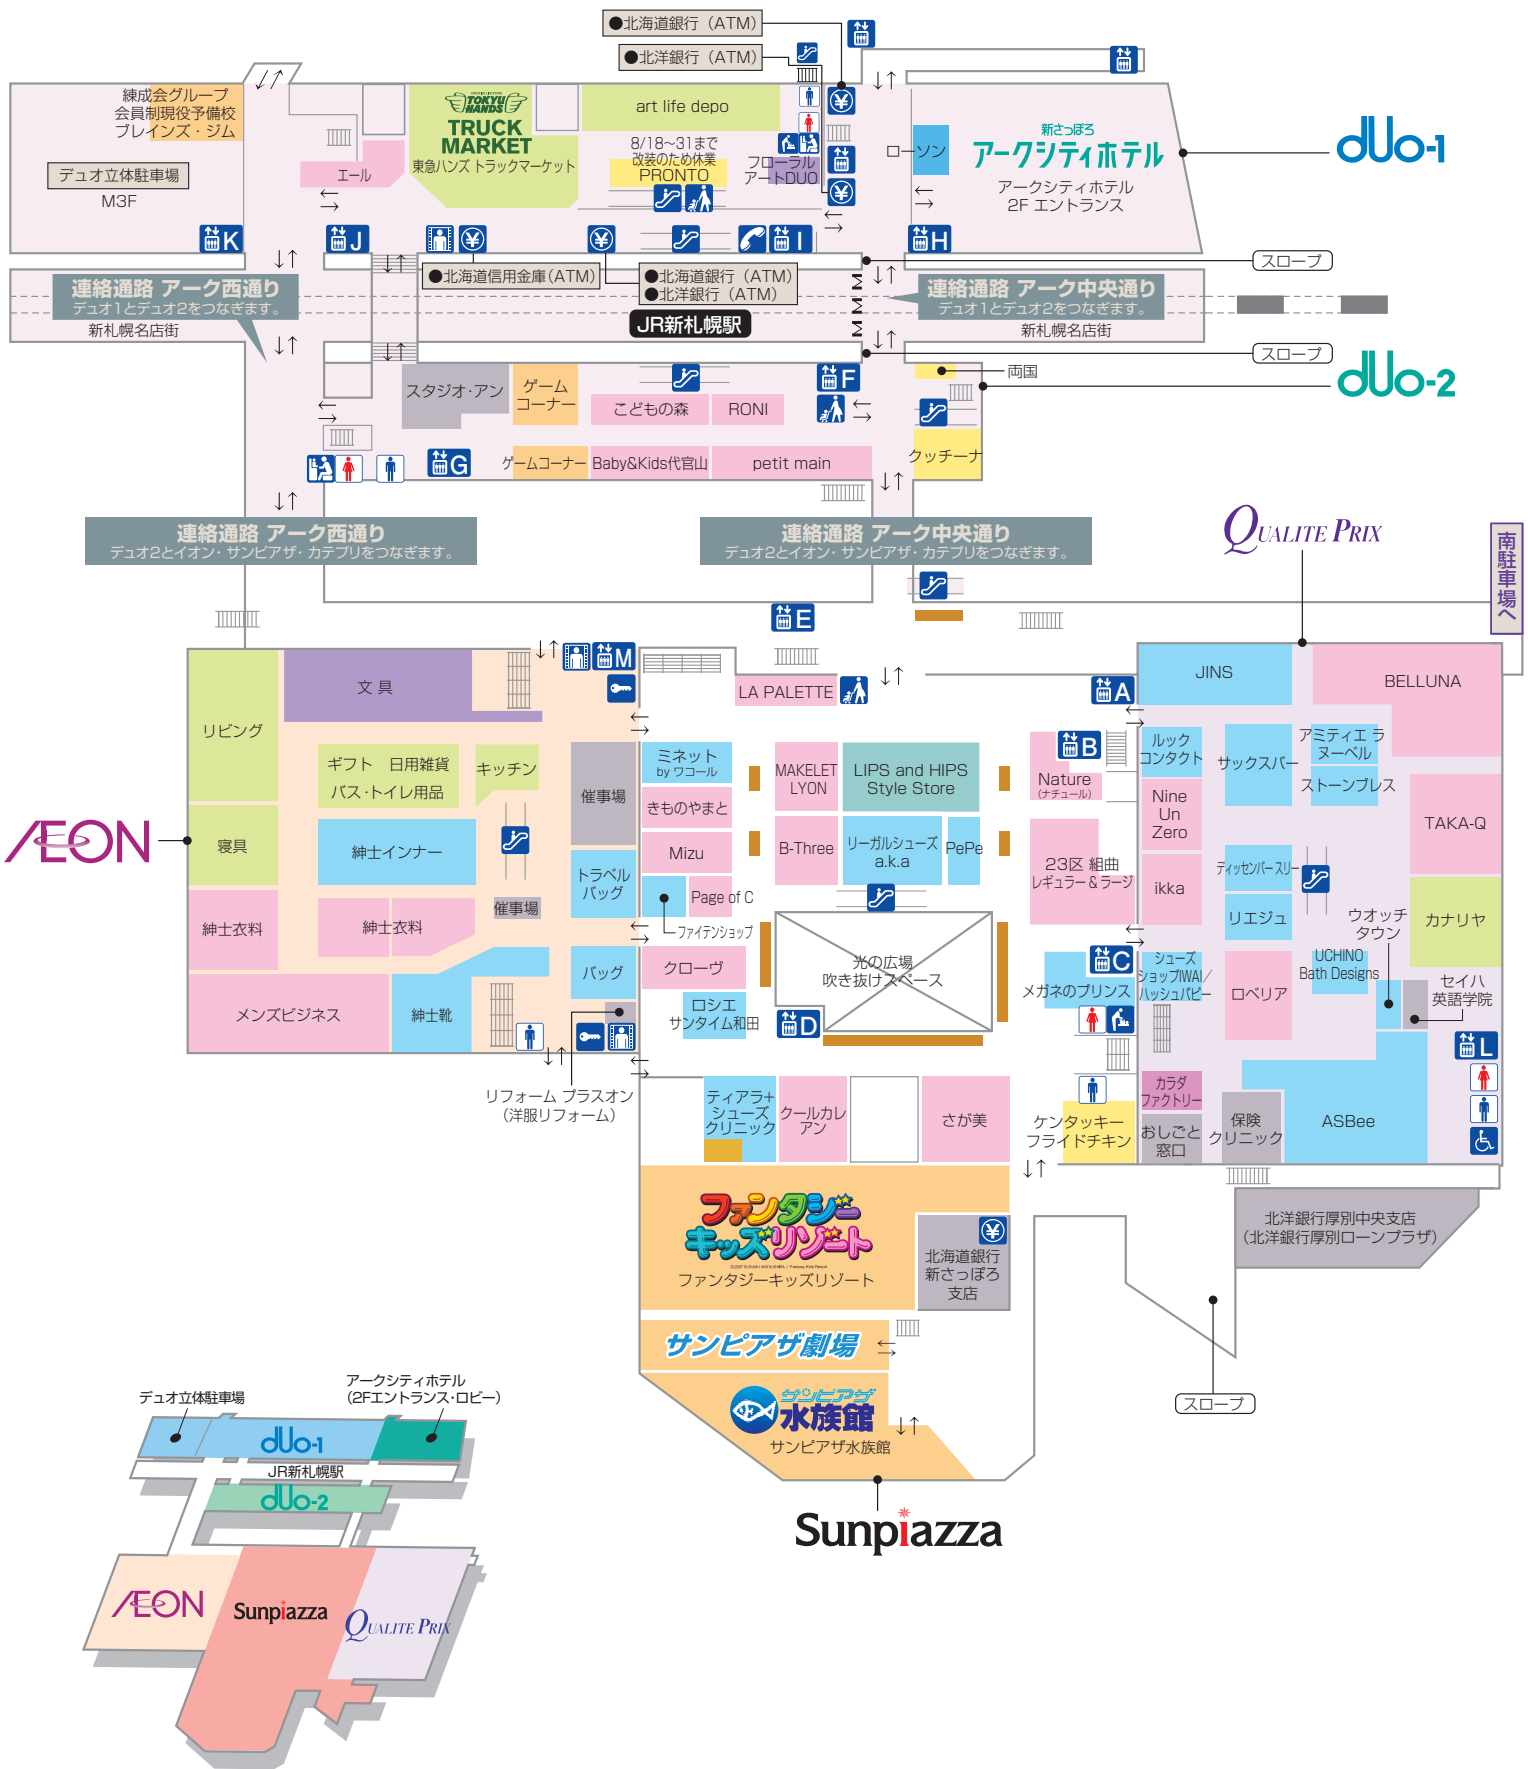 ●北海道銀行（ATM）
●北洋銀行（ATM）
練成会グループ
会員制現役予備校
ブレインズ・ジム
デュオ立体駐車場
M3F
エール
TOKYU HANDS
TRUCK
MARKET
東急ハンズ トラックマーケット
art life depo
8/18〜31まで
改装のため休業
PRONTO
フローラル
アートDUO
ローソン
新さっぽろ
アークシティホテル
アークシティホテル
2F エントランス
duo-1
K
J
I
H
●北海道信用金庫（ATM）
●北海道銀行（ATM）
●北洋銀行（ATM）
スロープ
連絡通路 アーク西通り
デュオ1とデュオ2をつなぎます。
新札幌名店街
JR新札幌駅
連絡通路 アーク中央通り
デュオ1とデュオ2をつなぎます。
新札幌名店街
スロープ
duo-2
スタジオ・アン
ゲーム
コーナー
こどもの森
RONI
F
両国
G
ゲームコーナー
Baby&Kids代官山
petit main
クッチーナ
連絡通路 アーク西通り
デュオ2とイオン・サンピアザ・カテプリをつなぎます。
連絡通路 アーク中央通り
デュオ2とイオン・サンピアザ・カテプリをつなぎます。
QUALITE PRIX
南駐車場へ
E
M
A
文具
リビング
ギフト 日用雑貨
バス・トイレ用品
キッチン
催事場
AEON
寝具
紳士インナー
トラベル
バッグ
催事場
紳士衣料
紳士衣料
バッグ
メンズビジネス
紳士靴
リフォーム プラスオン
（洋服リフォーム）
LA PALETTE
ミネット
by ワコール
きものやまと
Mizu
Page of C
ファイテンショップ
クローヴ
ロシエ
サンタイム和田
MAKELET
LYON
LIPS and HIPS
Style Store
B-Three
リーガルシューズ
a.k.a
PePe
光の広場
吹き抜けスペース
D
B
Nature
（ナチュール）
23区 組曲
レギュラー＆ラージ
C
メガネのプリンス
JINS
BELLUNA
ルック
コンタクト
サックスバー
アミティエ ラ
ヌーベル
ストーンブレス
Nine
Un
Zero
TAKA-Q
ikka
ディッセンバースリー
リエジュ
ウオッチ
タウン
カナリヤ
シューズ
ショップIWAI／
ハッシュパピー
ロベリア
UCHINO
Bath Designs
セイハ
英語学院
L
カラダ
ファクトリー
おしごと
窓口
保険
クリニック
ASBee
ティアラ+
シューズ
クリニック
クールカレ
アン
さが美
ケンタッキー
フライドチキン
ファンタジー
キッズリゾート
ファンタジーキッズリゾート
北海道銀行
新さっぽろ
支店
北洋銀行厚別中央支店
（北洋銀行厚別ローンプラザ）
サンピアザ劇場
サンピアザ
水族館
サンピアザ水族館
スロープ
Sunpiazza
デュオ立体駐車場
アークシティホテル
（2Fエントランス・ロビー）
duo-1
JR新札幌駅
duo-2
AEON
Sunpiazza
QUALITE PRIX